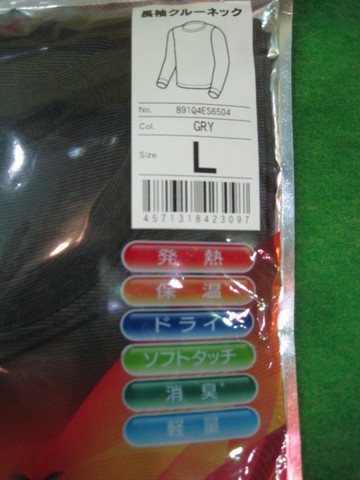 長袖クルーネック
No. 891Q4ES6504
Col. GRY
Size L
4571318423097
発熱
保温
ドライ
ソフトタッチ
消臭
軽量